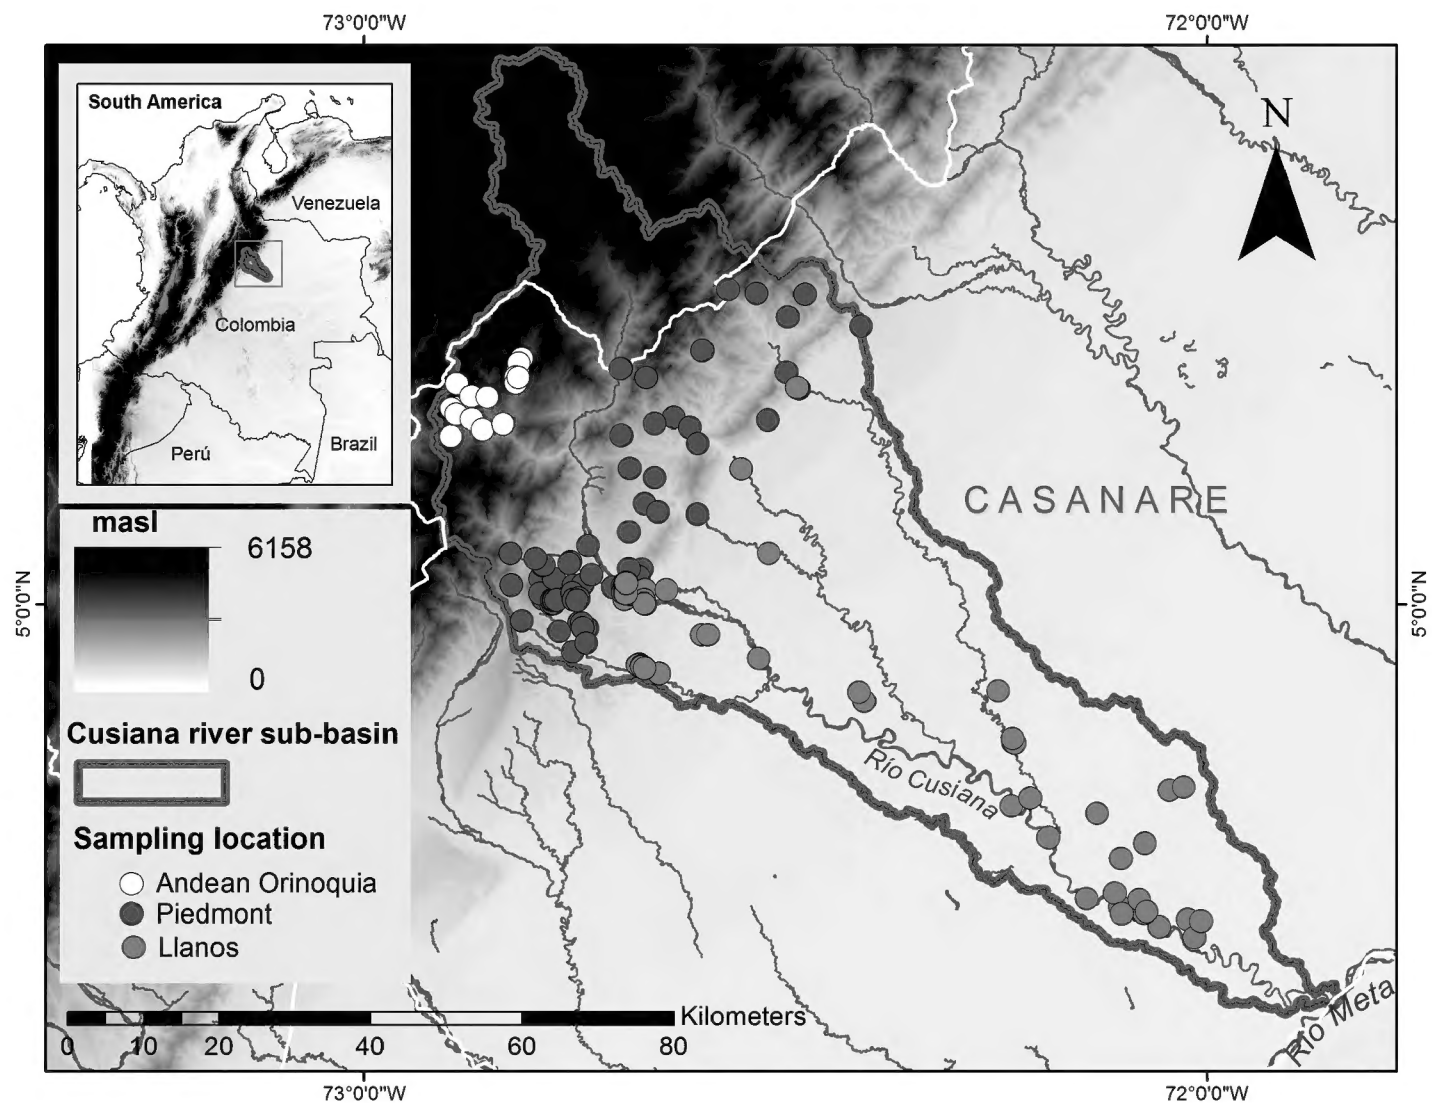 73°0'0"W
72°0'0"W
South America
Venezuela
Colombia
Perú
Brazil
N
CASANARE
masl
6158
0
5°0'0"N
5°0'0"N
Cusiana river sub-basin
Sampling location
Andean Orinoquia
Piedmont
Llanos
Río Cusiana
Río Meta
Kilometers
0 10 20 40 60 80
73°0'0"W
72°0'0"W